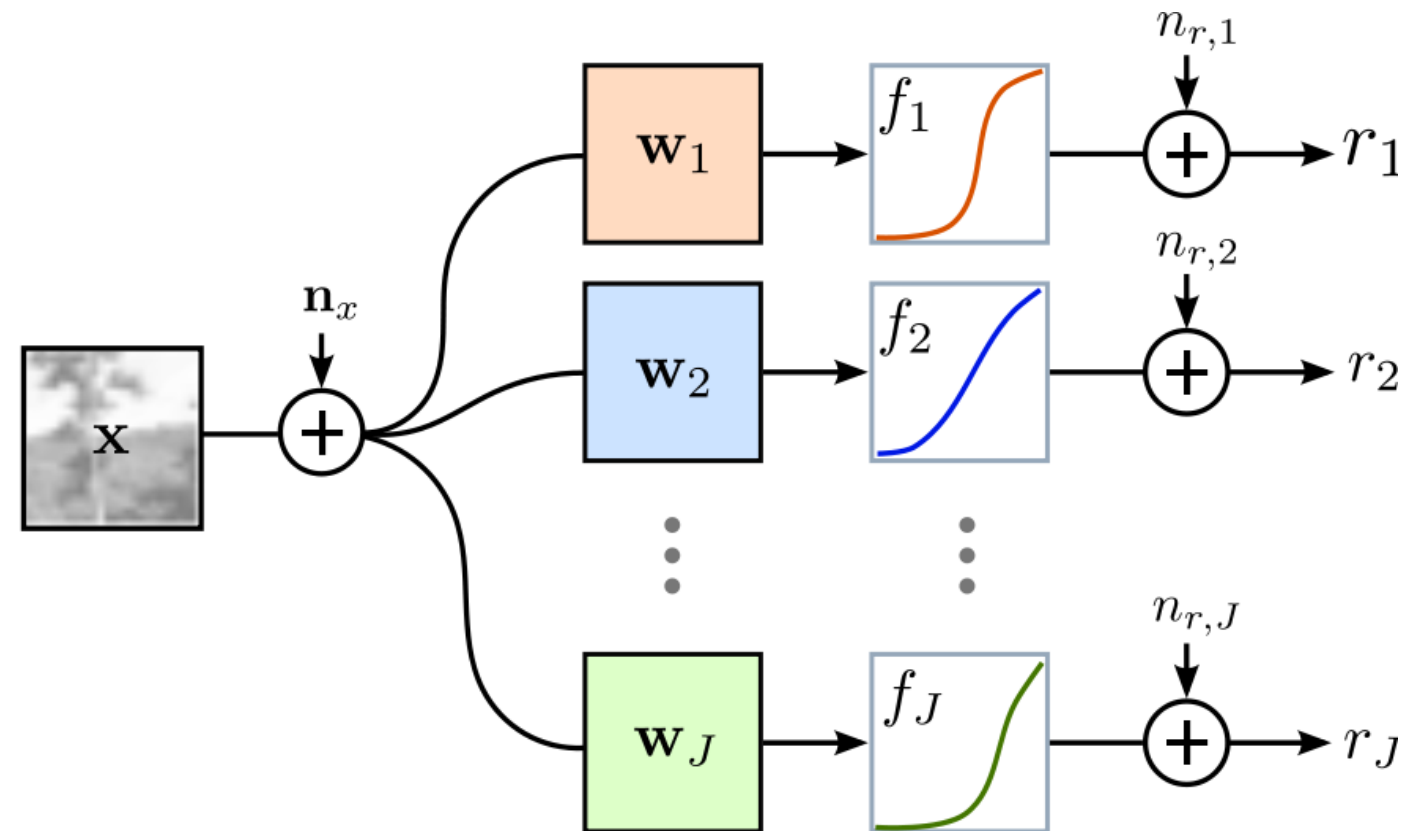 n_{r,1}
w_1
f_1
r_1
n_{r,2}
n_x
w_2
f_2
r_2
x
n_{r,J}
w_J
f_J
r_J